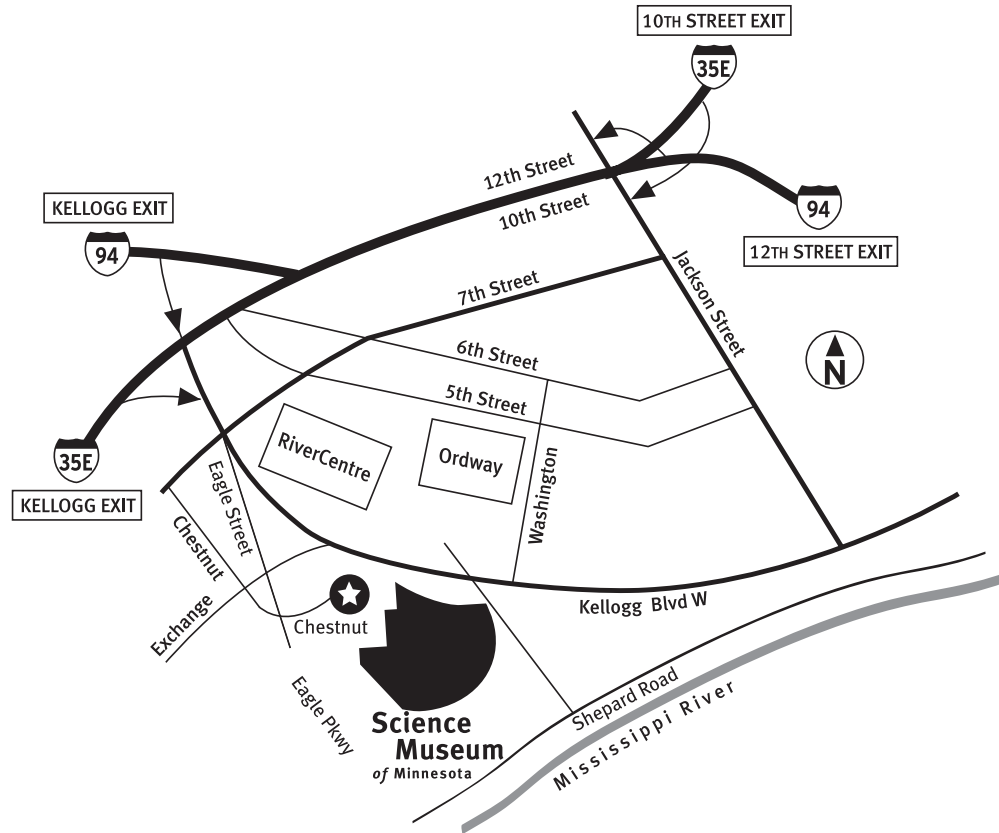 10TH STREET EXIT
35E
12th Street
10th Street
KELLOGG EXIT
94
94
12TH STREET EXIT
7th Street
Jackson Street
6th Street
N
5th Street
35E
KELLOGG EXIT
RiverCentre
Ordway
Eagle Street
Washington
Chestnut
Exchange
Chestnut
Kellogg Blvd W
Eagle Pkwy
Shepard Road
Mississippi River
Science
Museum
of Minnesota